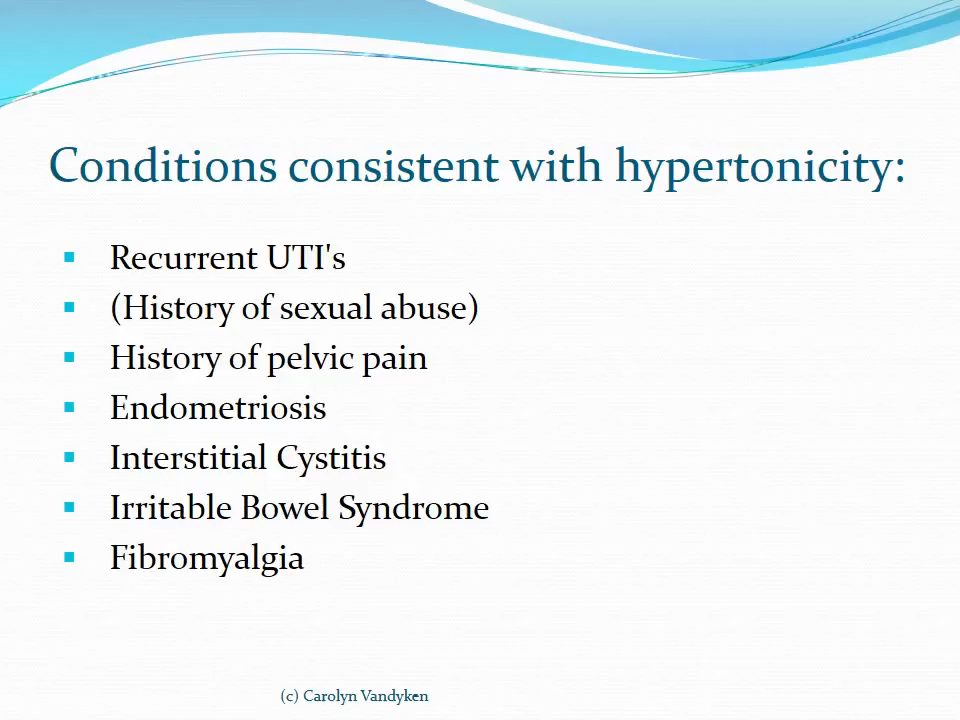 Conditions consistent with hypertonicity:
▪ Recurrent UTI's
▪ (History of sexual abuse)
▪ History of pelvic pain
▪ Endometriosis
▪ Interstitial Cystitis
▪ Irritable Bowel Syndrome
▪ Fibromyalgia
(c) Carolyn Vandyken